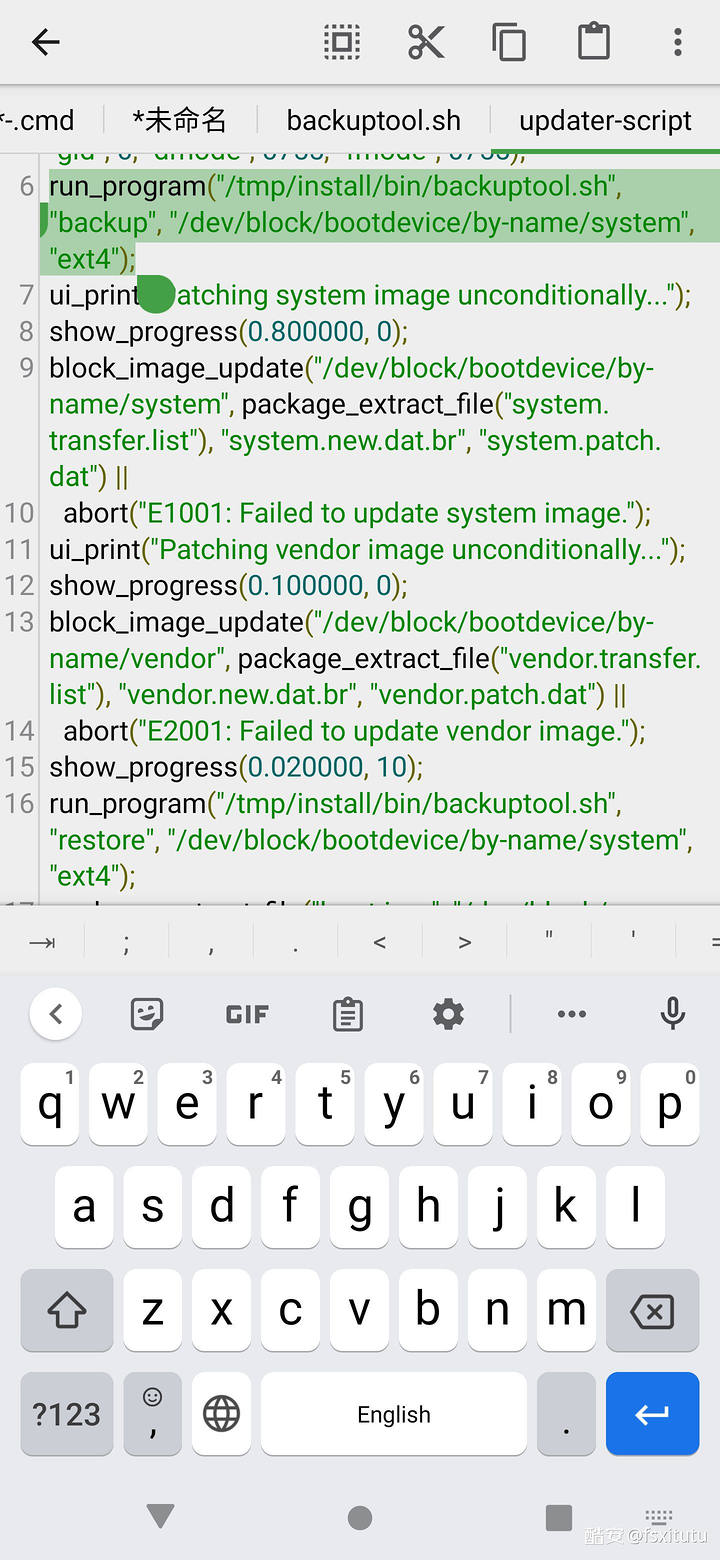 *-.cmd
*未命名
backuptool.sh
updater-script
6 run_program("/tmp/install/bin/backuptool.sh",
"backup", "/dev/block/bootdevice/by-name/system",
"ext4");
7 ui_print atching system image unconditionally...");
8 show_progress(0.800000, 0);
9 block_image_update("/dev/block/bootdevice/by-
name/system", package_extract_file("system.
transfer.list"), "system.new.dat.br", "system.patch.
dat") ||
10 abort("E1001: Failed to update system image.");
11 ui_print("Patching vendor image unconditionally...");
12 show_progress(0.100000, 0);
13 block_image_update("/dev/block/bootdevice/by-
name/vendor", package_extract_file("vendor.transfer.
list"), "vendor.new.dat.br", "vendor.patch.dat") ||
14 abort("E2001: Failed to update vendor image.");
15 show_progress(0.020000, 10);
16 run_program("/tmp/install/bin/backuptool.sh",
"restore", "/dev/block/bootdevice/by-name/system",
"ext4");
; , . < > " ' =
GIF
1 2 3 4 5 6 7 8 9 0
q w e r t y u i o p
a s d f g h j k l
z x c v b n m
?123 , English .
酷安 @fsxitutu